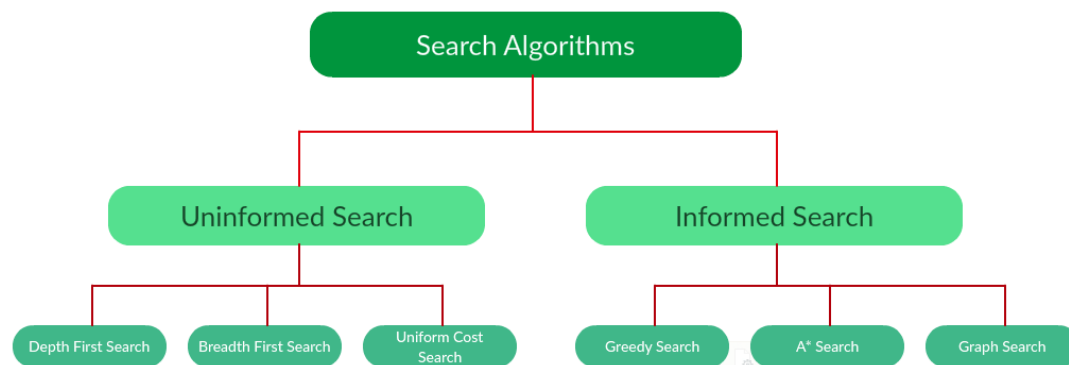 Search Algorithms
Uninformed Search
Informed Search
Depth First Search
Breadth First Search
Uniform Cost
Search
Greedy Search
A* Search
Graph Search